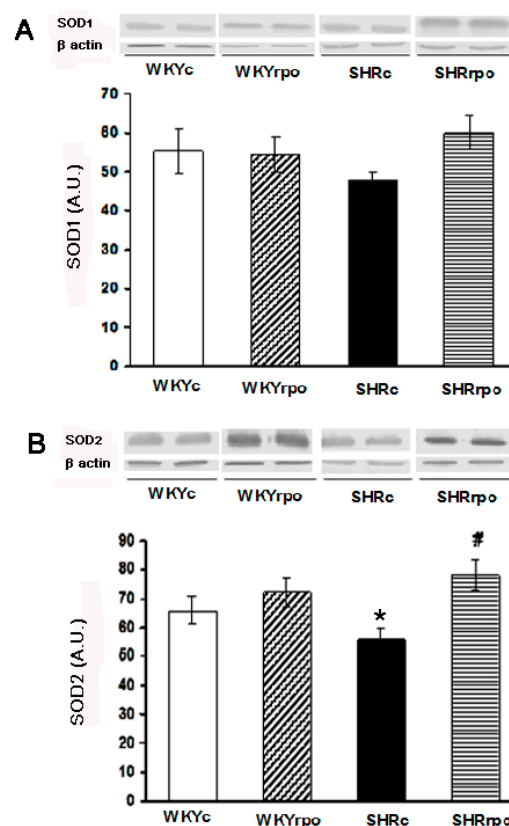 A
SOD1
β actin
WKYc WKYrpo SHRc SHRrpo
SOD1 (A.U.)
70
60
50
40
30
20
10
0
WKYc WKYrpo SHRc SHRrpo
B
SOD2
β actin
WKYc WKYrpo SHRc SHRrpo
SOD2 (A.U.)
90
80
70
60
50
40
30
20
10
0
*
#
WKYc WKYrpo SHRc SHRrpo